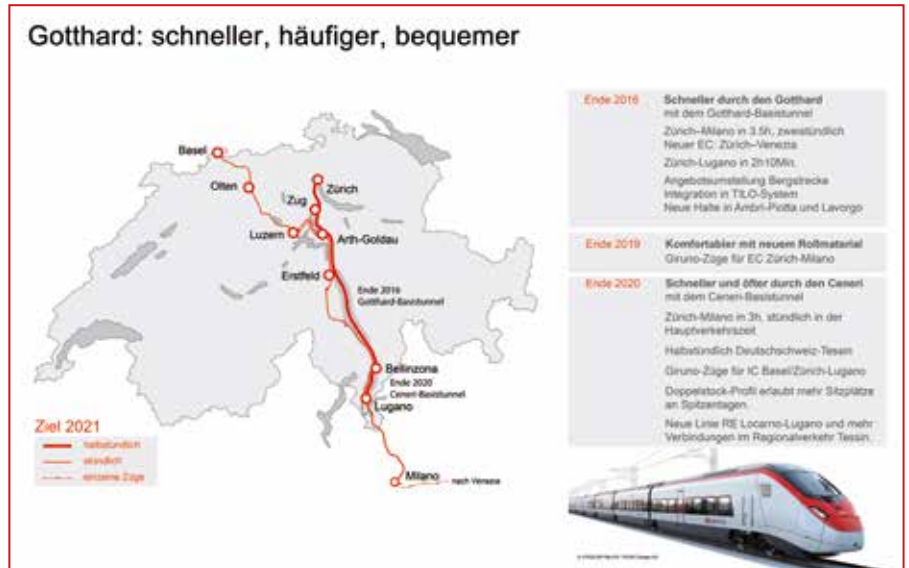 Gotthard: schneller, häufiger, bequemer
Basel
Olten
Luzern
Zürich
Zug
Arth-Goldau
Erstfeld
Ende 2016
Gotthard-Basistunnel
Bellinzona
Ende 2020
Ceneri-Basistunnel
Lugano
Milano
nach Venezia
Ziel 2021
halbstündlich
stündlich
einzelne Züge
Ende 2016 Schneller durch den Gotthard
mit dem Gotthard-Basistunnel
Zürich–Milano in 3.5h, zweistündlich
Neuer EC: Zürich–Venezia
Zürich-Lugano in 2h10Min.
Angebotsumstellung Bergstrecke
Integration in TILO-System
Neue Halte in Ambri-Piotta und Lavorgo
Ende 2019 Komfortabler mit neuem Rollmaterial
Giruno-Züge für EC Zürich-Milano
Ende 2020 Schneller und öfter durch den Ceneri
mit dem Ceneri-Basistunnel
Zürich-Milano in 3h, stündlich in der
Hauptverkehrszeit
Halbstündlich Deutschschweiz-Tessin
Giruno-Züge für IC Basel/Zürich-Lugano
Doppelstock-Profil erlaubt mehr Sitzplätze
an Spitzentagen.
Neue Linie RE Locarno-Lugano und mehr
Verbindungen im Regionalverkehr Tessin.